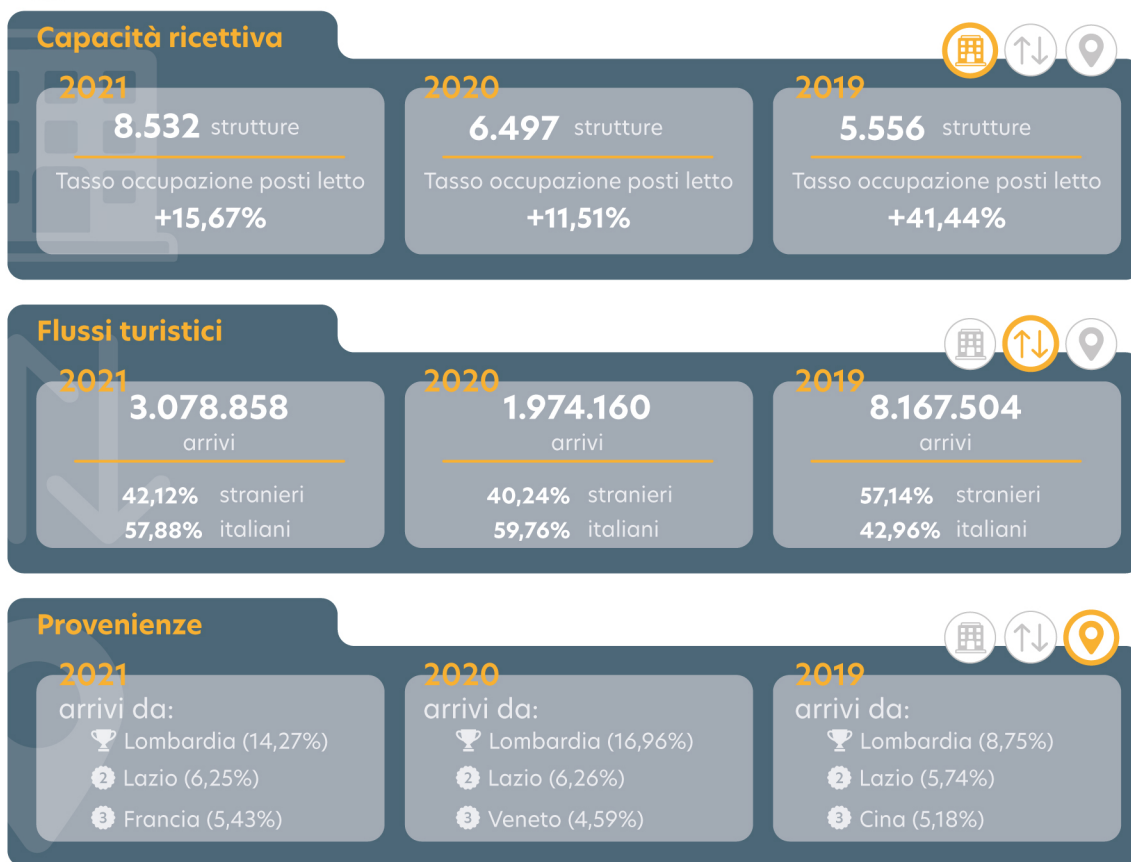 Capacità ricettiva
2021
8.532 strutture
Tasso occupazione posti letto
+15,67%
2020
6.497 strutture
Tasso occupazione posti letto
+11,51%
2019
5.556 strutture
Tasso occupazione posti letto
+41,44%
Flussi turistici
2021
3.078.858
arrivi
42,12% stranieri
57,88% italiani
2020
1.974.160
arrivi
40,24% stranieri
59,76% italiani
2019
8.167.504
arrivi
57,14% stranieri
42,96% italiani
Provenienze
2021
arrivi da:
Lombardia (14,27%)
2 Lazio (6,25%)
3 Francia (5,43%)
2020
arrivi da:
Lombardia (16,96%)
2 Lazio (6,26%)
3 Veneto (4,59%)
2019
arrivi da:
Lombardia (8,75%)
2 Lazio (5,74%)
3 Cina (5,18%)